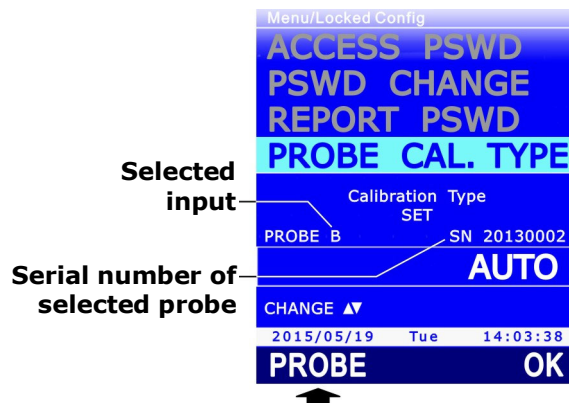 Menu/Locked Config
ACCESS PSWD
PSWD CHANGE
REPORT PSWD
PROBE CAL. TYPE
Selected
input
Calibration Type
SET
PROBE B SN 20130002
Serial number of
selected probe
AUTO
CHANGE ▲▼
2015/05/19 Tue 14:03:38
PROBE OK